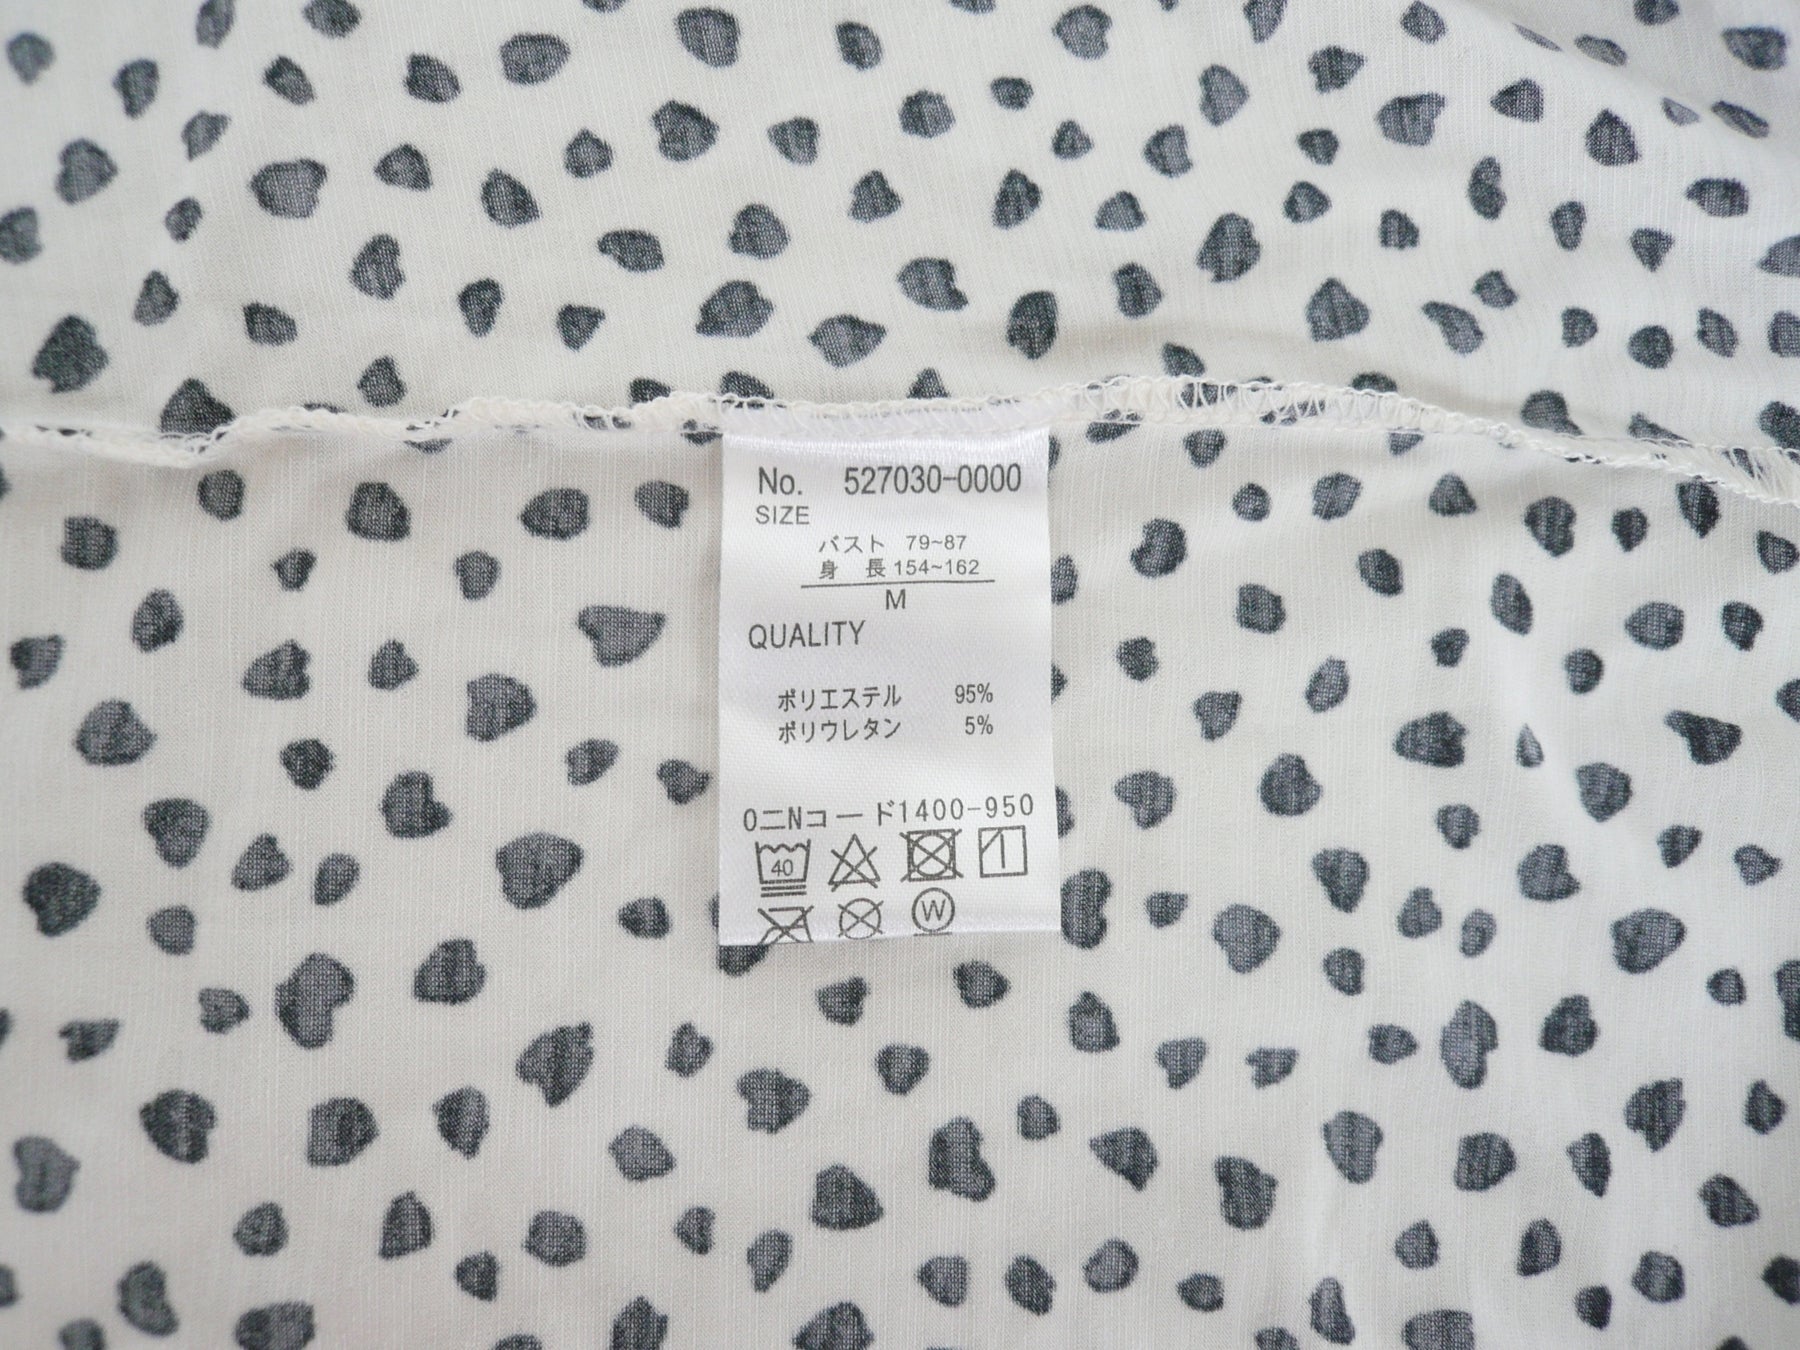 No. 527030-0000
SIZE
バスト 79~87
身 長 154~162
M
QUALITY
ポリエステル 95%
ポリウレタン 5%
0ニNコード1400-950
40
W